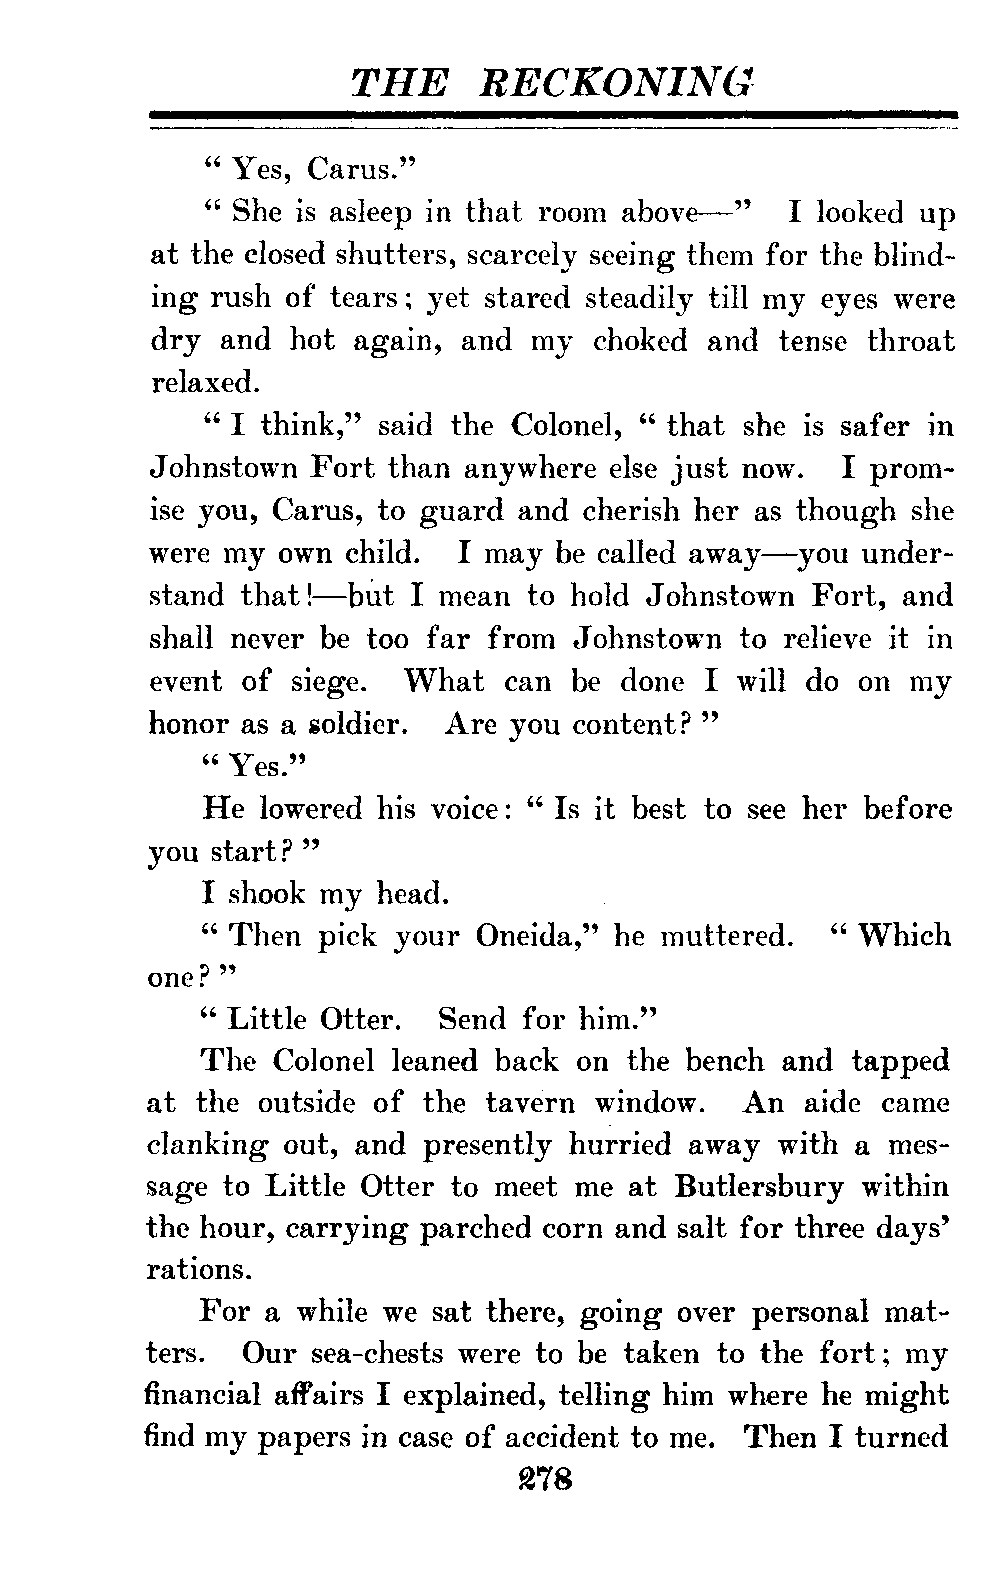 THE RECKONING
“ Yes, Carus.”
“ She is asleep in that room above—” I looked up
at the closed shutters, scarcely seeing them for the blind-
ing rush of tears; yet stared steadily till my eyes were
dry and hot again, and my choked and tense throat
relaxed.
“ I think,” said the Colonel, “ that she is safer in
Johnstown Fort than anywhere else just now. I prom-
ise you, Carus, to guard and cherish her as though she
were my own child. I may be called away—you under-
stand that!—but I mean to hold Johnstown Fort, and
shall never be too far from Johnstown to relieve it in
event of siege. What can be done I will do on my
honor as a soldier. Are you content? ”
“ Yes.”
He lowered his voice: “ Is it best to see her before
you start? ”
I shook my head.
“ Then pick your Oneida,” he muttered. “ Which
one? ”
“ Little Otter. Send for him.”
The Colonel leaned back on the bench and tapped
at the outside of the tavern window. An aide came
clanking out, and presently hurried away with a mes-
sage to Little Otter to meet me at Butlersbury within
the hour, carrying parched corn and salt for three days’
rations.
For a while we sat there, going over personal mat-
ters. Our sea-chests were to be taken to the fort; my
financial affairs I explained, telling him where he might
find my papers in case of accident to me. Then I turned
278